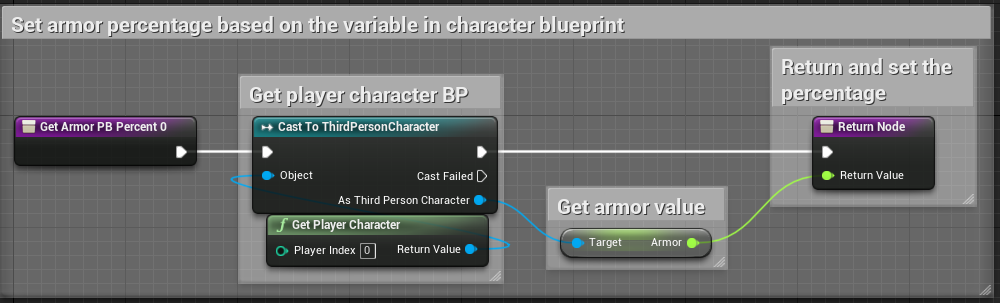 Set armor percentage based on the variable in character blueprint
Get player character BP
Return and set the
percentage
Get Armor PB Percent 0
Cast To ThirdPersonCharacter
Return Node
Object
Cast Failed
Return Value
As Third Person Character
Get armor value
f Get Player Character
Player Index 0
Return Value
Target
Armor